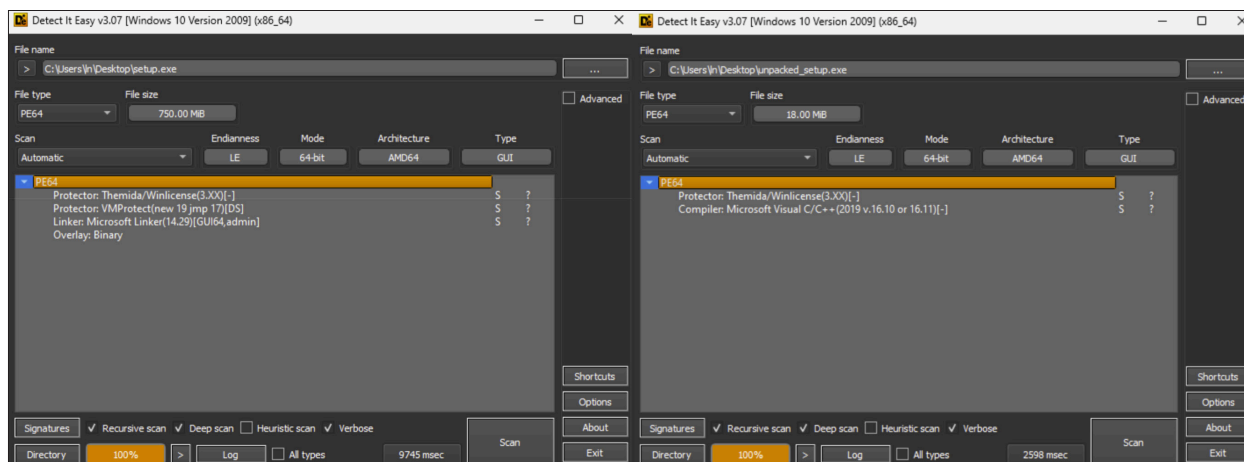 Detect It Easy v3.07 [Windows 10 Version 2009] (x86_64)
File name
> C:\Users\ln\Desktop\setup.exe ...
File type File size Advanced
PE64 750.00 MiB
Scan Endianness Mode Architecture Type
Automatic LE 64-bit AMD64 GUI
PE64
Protector: Themida/Winlicense(3.XX)[-] S ?
Protector: VMProtect(new 19 jmp 17)[DS] S ?
Linker: Microsoft Linker(14.29)[GUI64,admin] S ?
Overlay: Binary
Shortcuts
Options
Signatures Recursive scan Deep scan Heuristic scan Verbose About
Directory 100% > Log All types 9745 msec Scan Exit
Detect It Easy v3.07 [Windows 10 Version 2009] (x86_64)
File name
> C:\Users\ln\Desktop\unpacked_setup.exe ...
File type File size Advanced
PE64 18.00 MiB
Scan Endianness Mode Architecture Type
Automatic LE 64-bit AMD64 GUI
PE64
Protector: Themida/Winlicense(3.XX)[-] S ?
Compiler: Microsoft Visual C/C++(2019 v.16.10 or 16.11)[-] S ?
Shortcuts
Options
Signatures Recursive scan Deep scan Heuristic scan Verbose About
Directory 100% > Log All types 2598 msec Scan Exit